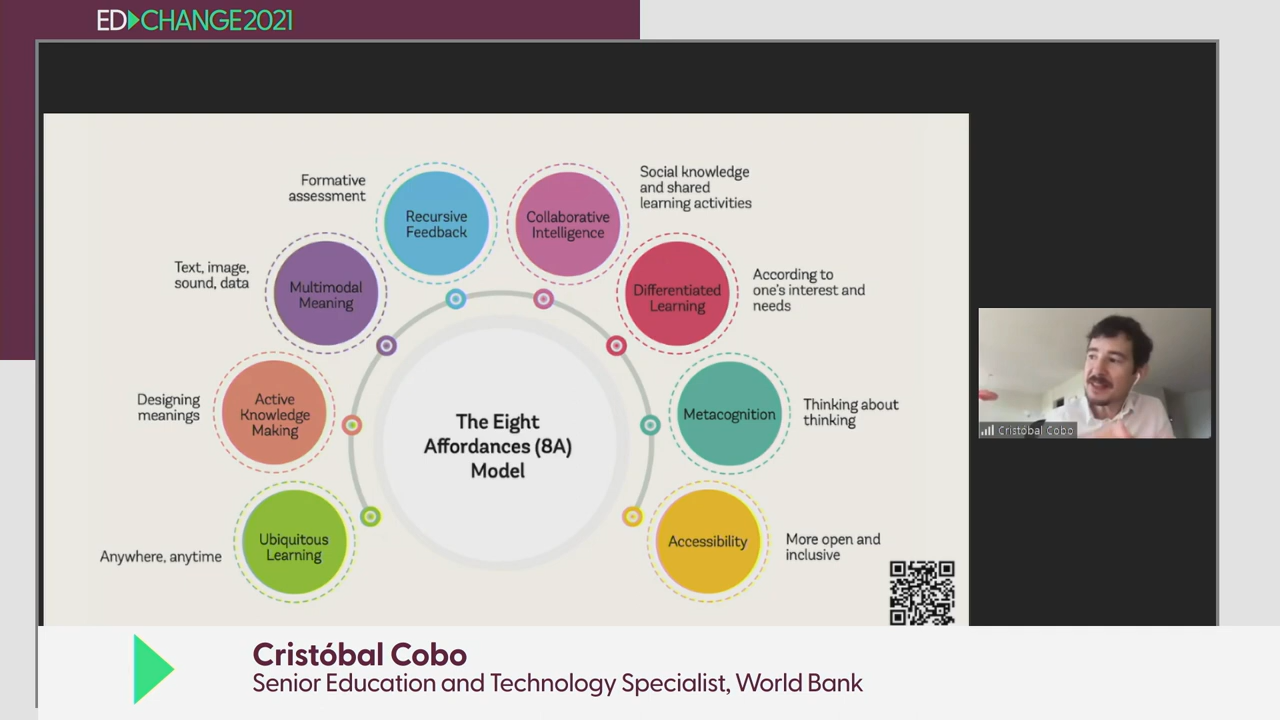 ED CHANGE2021
Formative
assessment
Recursive
Feedback
Collaborative
Intelligence
Social knowledge
and shared
learning activities
Text, image,
sound, data
Multimodal
Meaning
Differentiated
Learning
According to
one's interest and
needs
Designing
meanings
Active
Knowledge
Making
The Eight
Affordances (8A)
Model
Metacognition
Thinking about
thinking
Anywhere, anytime
Ubiquitous
Learning
Accessibility
More open and
inclusive
Cristóbal Cobo
Cristóbal Cobo
Senior Education and Technology Specialist, World Bank